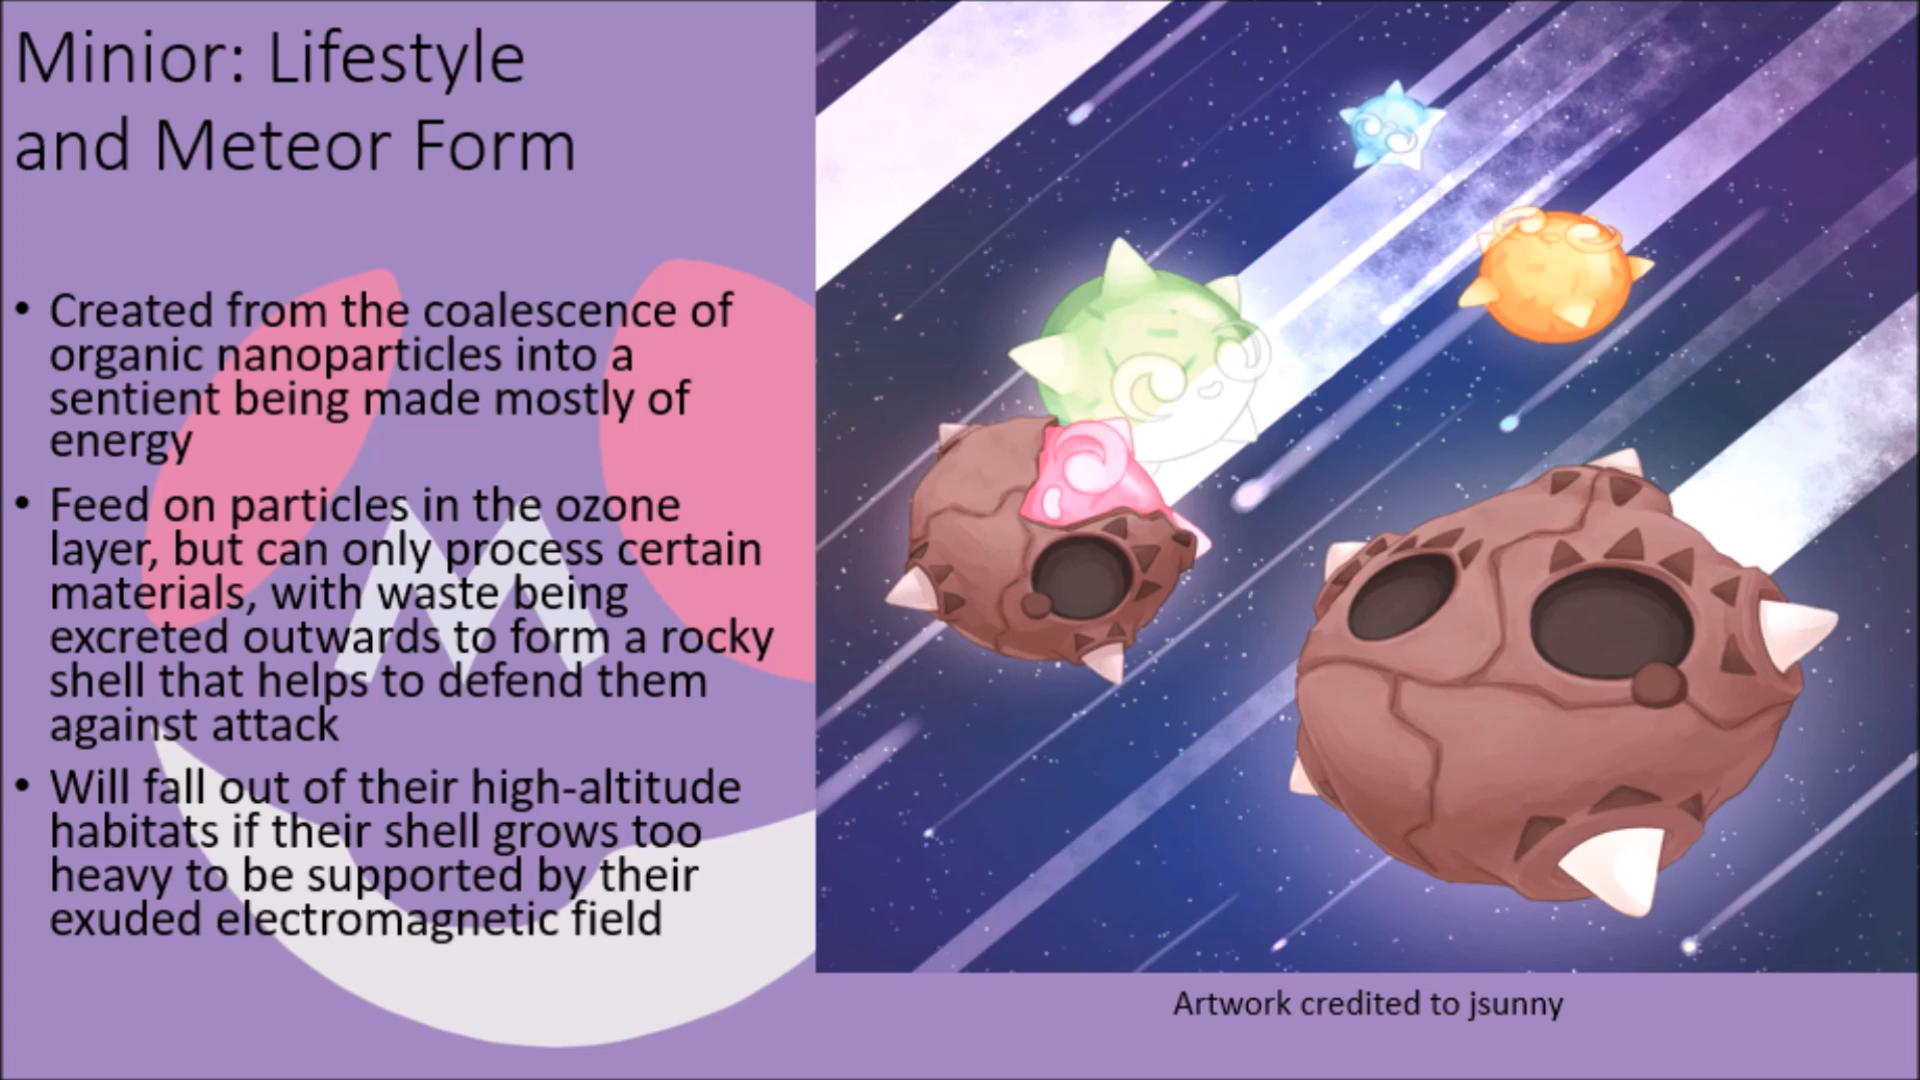 Minior: Lifestyle
and Meteor Form
• Created from the coalescence of
organic nanoparticles into a
sentient being made mostly of
energy
• Feed on particles in the ozone
layer, but can only process certain
materials, with waste being
excreted outwards to form a rocky
shell that helps to defend them
against attack
• Will fall out of their high-altitude
habitats if their shell grows too
heavy to be supported by their
exuded electromagnetic field
Artwork credited to jsunny